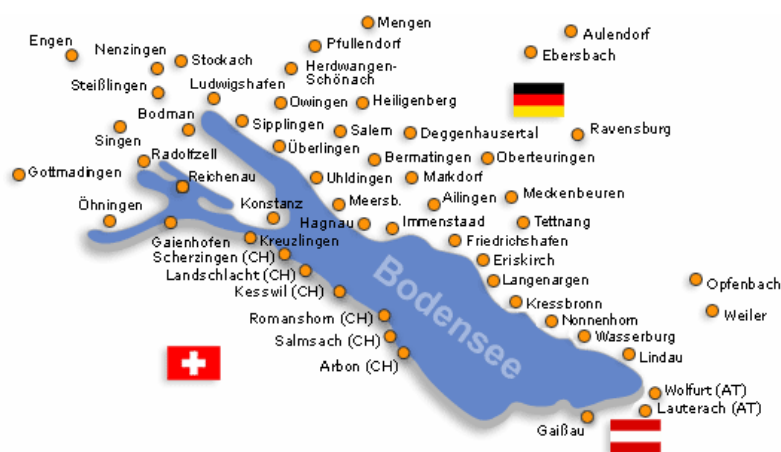 Mengen
Aulendorf
Engen
Pfullendorf
Nenzingen
Ebersbach
Stockach
Herdwangen-
Schönach
Steißlingen
Ludwigshafen
Owingen
Heiligenberg
Bodman
Sipplingen
Salem
Deggenhausertal
Ravensburg
Singen
Überlingen
Radolfzell
Bermatingen
Oberteuringen
Gottmadingen
Reichenau
Uhldingen
Markdorf
Öhningen
Konstanz
Meersb.
Ailingen
Meckenbeuren
Hagnau
Immenstaad
Tettnang
Gaienhofen
Kreuzlingen
Friedrichshafen
Scherzingen (CH)
Eriskirch
Landschlacht (CH)
Langenargen
Opfenbach
Kesswil (CH)
Bodensee
Kressbronn
Weiler
Romanshorn (CH)
Nonnenhorn
Salmsach (CH)
Wasserburg
Arbon (CH)
Lindau
Wolfurt (AT)
Lauterach (AT)
Gaißau